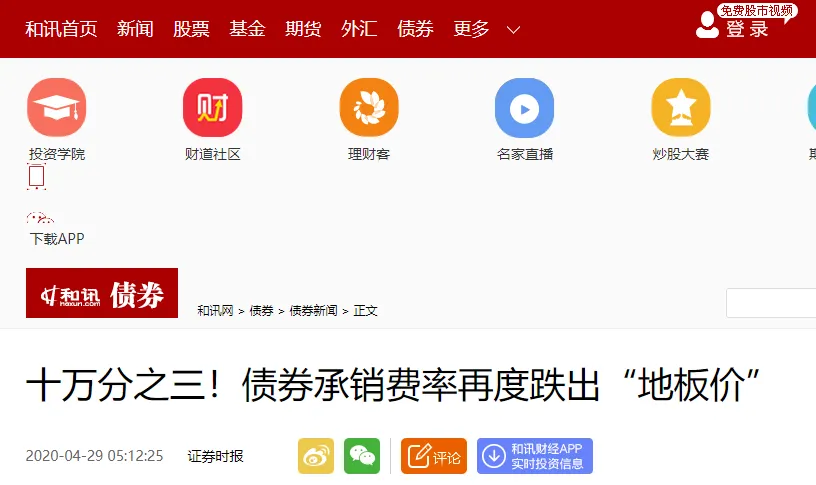 和讯首页 新闻 股票 基金 期货 外汇 债券 更多
免费股市视频
登 录
财
投资学院 财道社区 理财客 名家直播 炒股大赛
下载APP
和讯 债券
hexun.com
和讯网 > 债券 > 债券新闻 > 正文
十万分之三！债券承销费率再度跌出“地板价”
2020-04-29 05:12:25 证券时报 评论 和讯财经APP
实时投资信息